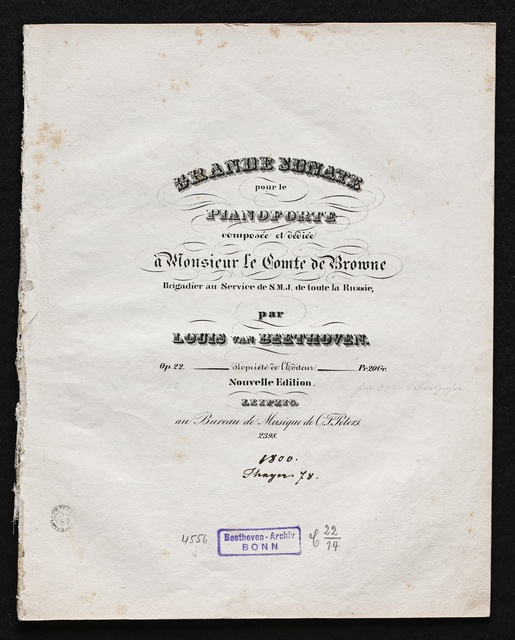 GRANDE SONATE
pour le
PIANOFORTE
composée et dédiée
à Monsieur le Comte de Browne
Brigadier au Service de S.M.J. de toute la Russie,
par
LOUIS VAN BEETHOVEN.
Op. 22. Propriété de l'Editeur. Pr. 20 Gr.
Nouvelle Edition.
LEIPZIG,
au Bureau de Musique de C.F. Peters
2398.
1800.
Thayer 78.
4556
Beethoven-Archiv
BONN
C 22/14